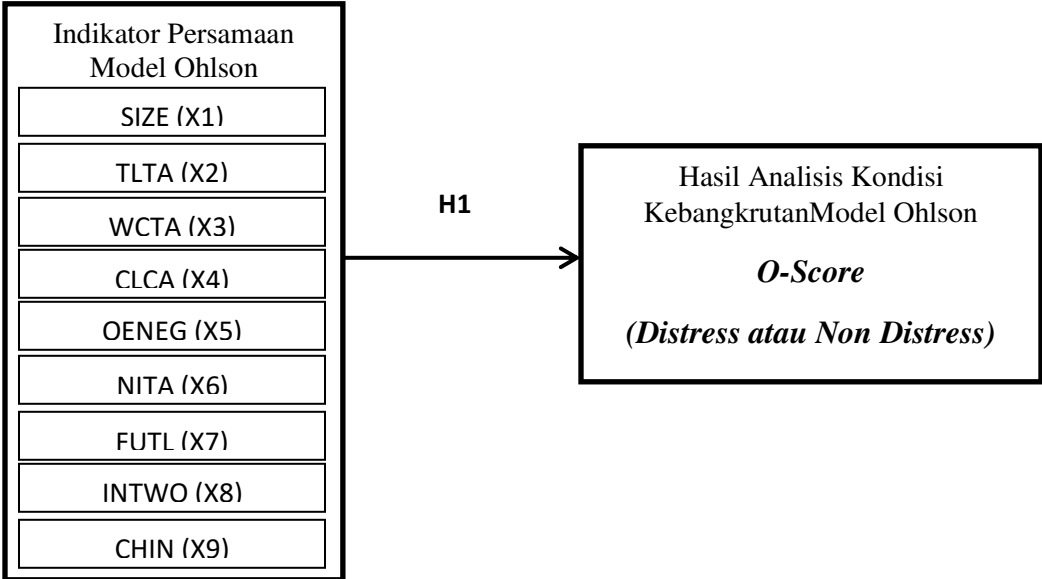 Indikator Persamaan
Model Ohlson
SIZE (X1)
TLTA (X2)
WCTA (X3)
CLCA (X4)
OENEG (X5)
NITA (X6)
FUTL (X7)
INTWO (X8)
CHIN (X9)
H1
Hasil Analisis Kondisi
KebangkrutanModel Ohlson
O-Score
(Distress atau Non Distress)